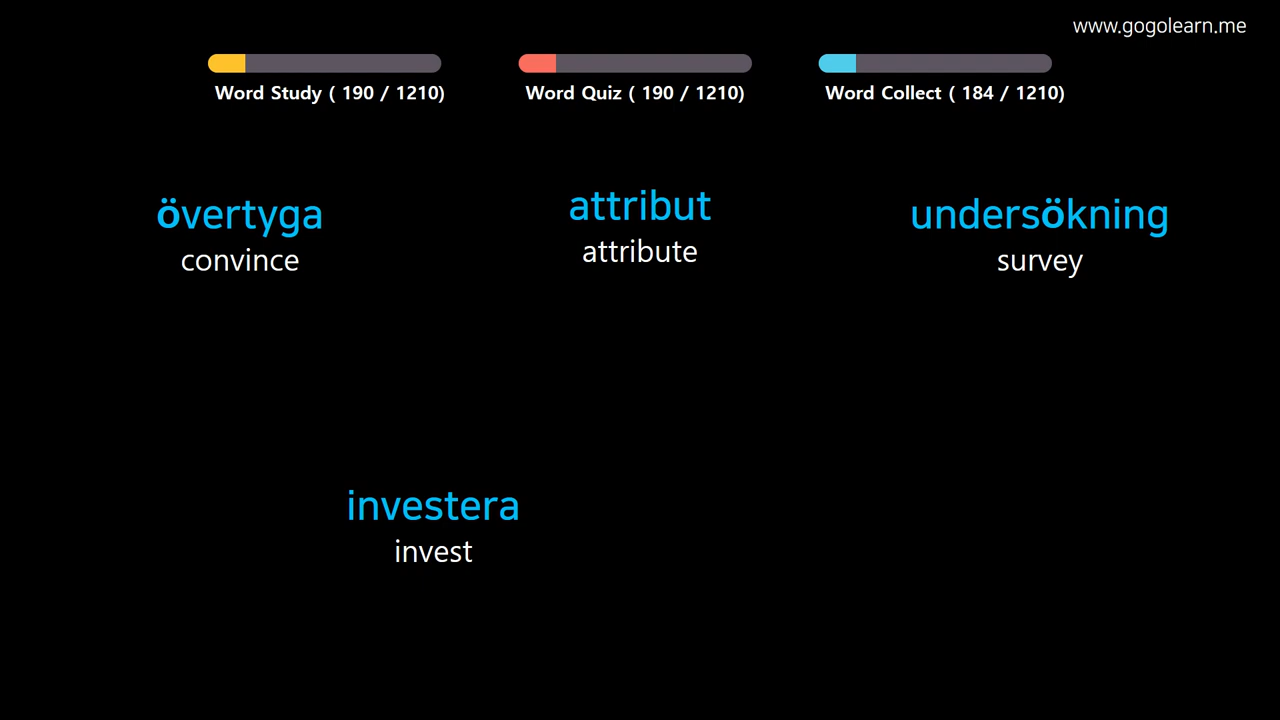 www.gogolearn.me
Word Study ( 190 / 1210)
Word Quiz ( 190 / 1210)
Word Collect ( 184 / 1210)
övertyga
convince
attribut
attribute
undersökning
survey
investera
invest